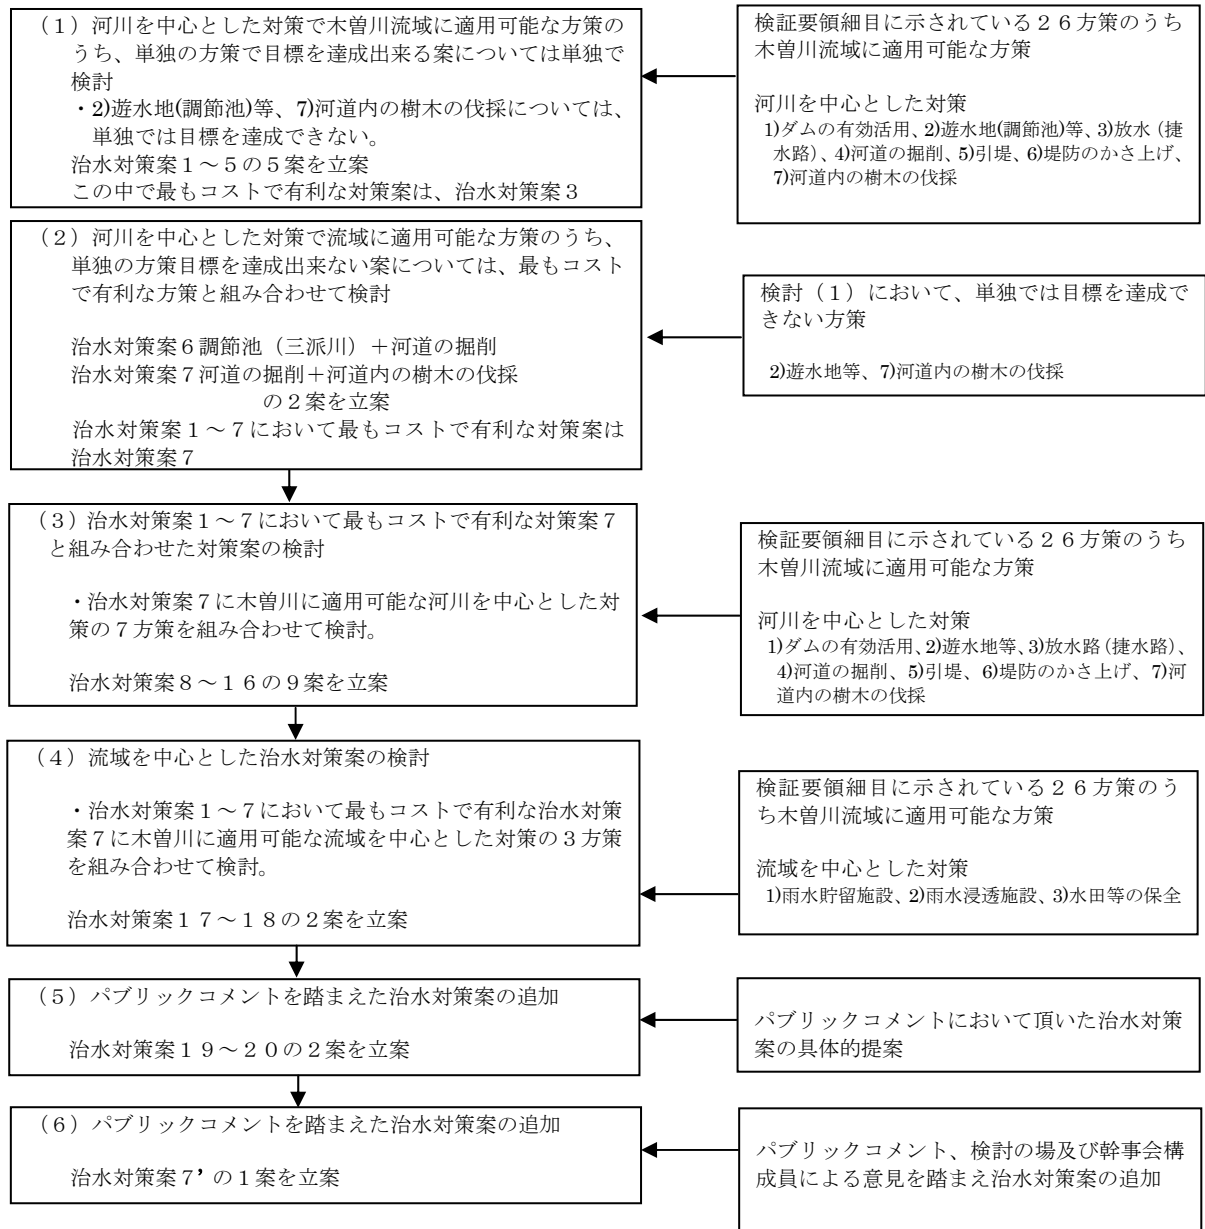 （１）河川を中心とした対策で木曽川流域に適用可能な方策の
うち、単独の方策で目標を達成出来る案については単独で
検討
・2)遊水地(調節池)等、7)河道内の樹木の伐採については、
単独では目標を達成できない。
治水対策案１～５の５案を立案
この中で最もコストで有利な対策案は、治水対策案３
検証要領細目に示されている２６方策のうち
木曽川流域に適用可能な方策
河川を中心とした対策
1)ダムの有効活用、2)遊水地(調節池)等、3)放水（捷
水路）、4)河道の掘削、5)引堤、6)堤防のかさ上げ、
7)河道内の樹木の伐採
（２）河川を中心とした対策で流域に適用可能な方策のうち、
単独の方策目標を達成出来ない案については、最もコスト
で有利な方策と組み合わせて検討
治水対策案６調節池（三派川）＋河道の掘削
治水対策案７河道の掘削＋河道内の樹木の伐採
の２案を立案
治水対策案１～７において最もコストで有利な対策案は
治水対策案７
検討（１）において、単独では目標を達成で
きない方策
2)遊水地等、7)河道内の樹木の伐採
（３）治水対策案１～７において最もコストで有利な対策案７
と組み合わせた対策案の検討
・治水対策案７に木曽川に適用可能な河川を中心とした対
策の７方策を組み合わせて検討。
治水対策案８～１６の９案を立案
検証要領細目に示されている２６方策のうち
木曽川流域に適用可能な方策
河川を中心とした対策
1)ダムの有効活用、2)遊水地等、3)放水路（捷水路）、
4)河道の掘削、5)引堤、6)堤防のかさ上げ、7)河
道内の樹木の伐採
（４）流域を中心とした治水対策案の検討
・治水対策案１～７において最もコストで有利な治水対策
案７に木曽川に適用可能な流域を中心とした対策の３方策
を組み合わせて検討。
治水対策案１７～１８の２案を立案
検証要領細目に示されている２６方策のう
ち木曽川流域に適用可能な方策
流域を中心とした対策
1)雨水貯留施設、2)雨水浸透施設、3)水田等の保全
（５）パブリックコメントを踏まえた治水対策案の追加
治水対策案１９～２０の２案を立案
パブリックコメントにおいて頂いた治水対策
案の具体的提案
（６）パブリックコメントを踏まえた治水対策案の追加
治水対策案７’の１案を立案
パブリックコメント、検討の場及び幹事会構
成員による意見を踏まえ治水対策案の追加